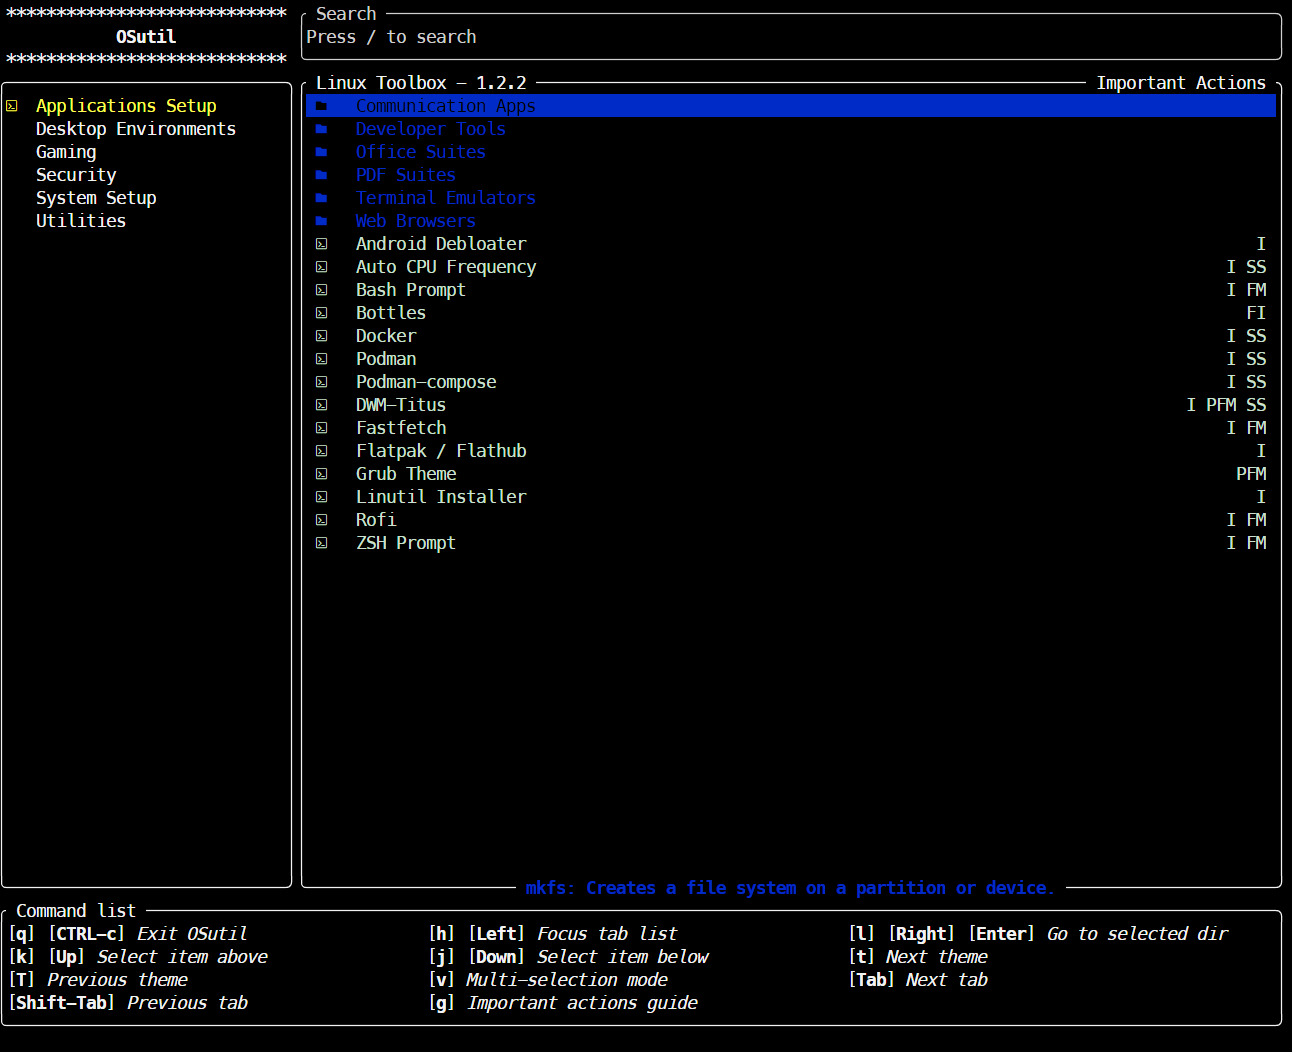 ****************************
OSutil
****************************
Search
Press / to search
Applications Setup
Desktop Environments
Gaming
Security
System Setup
Utilities
Linux Toolbox – 1.2.2 Important Actions
Communication Apps
Developer Tools
Office Suites
PDF Suites
Terminal Emulators
Web Browsers
Android Debloater I
Auto CPU Frequency I SS
Bash Prompt I FM
Bottles FI
Docker I SS
Podman I SS
Podman-compose I SS
DWM-Titus I PFM SS
Fastfetch I FM
Flatpak / Flathub I
Grub Theme PFM
Linutil Installer I
Rofi I FM
ZSH Prompt I FM
mkfs: Creates a file system on a partition or device.
Command list
[q] [CTRL-c] Exit OSutil [h] [Left] Focus tab list [l] [Right] [Enter] Go to selected dir
[k] [Up] Select item above [j] [Down] Select item below [t] Next theme
[T] Previous theme [v] Multi-selection mode [Tab] Next tab
[Shift-Tab] Previous tab [g] Important actions guide